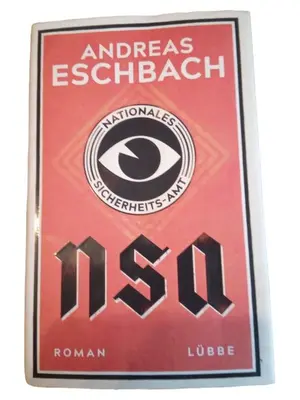 ANDREAS
ESCHBACH
NATIONALES
SICHERHEITS-AMT
nsa
ROMAN LÜBBE